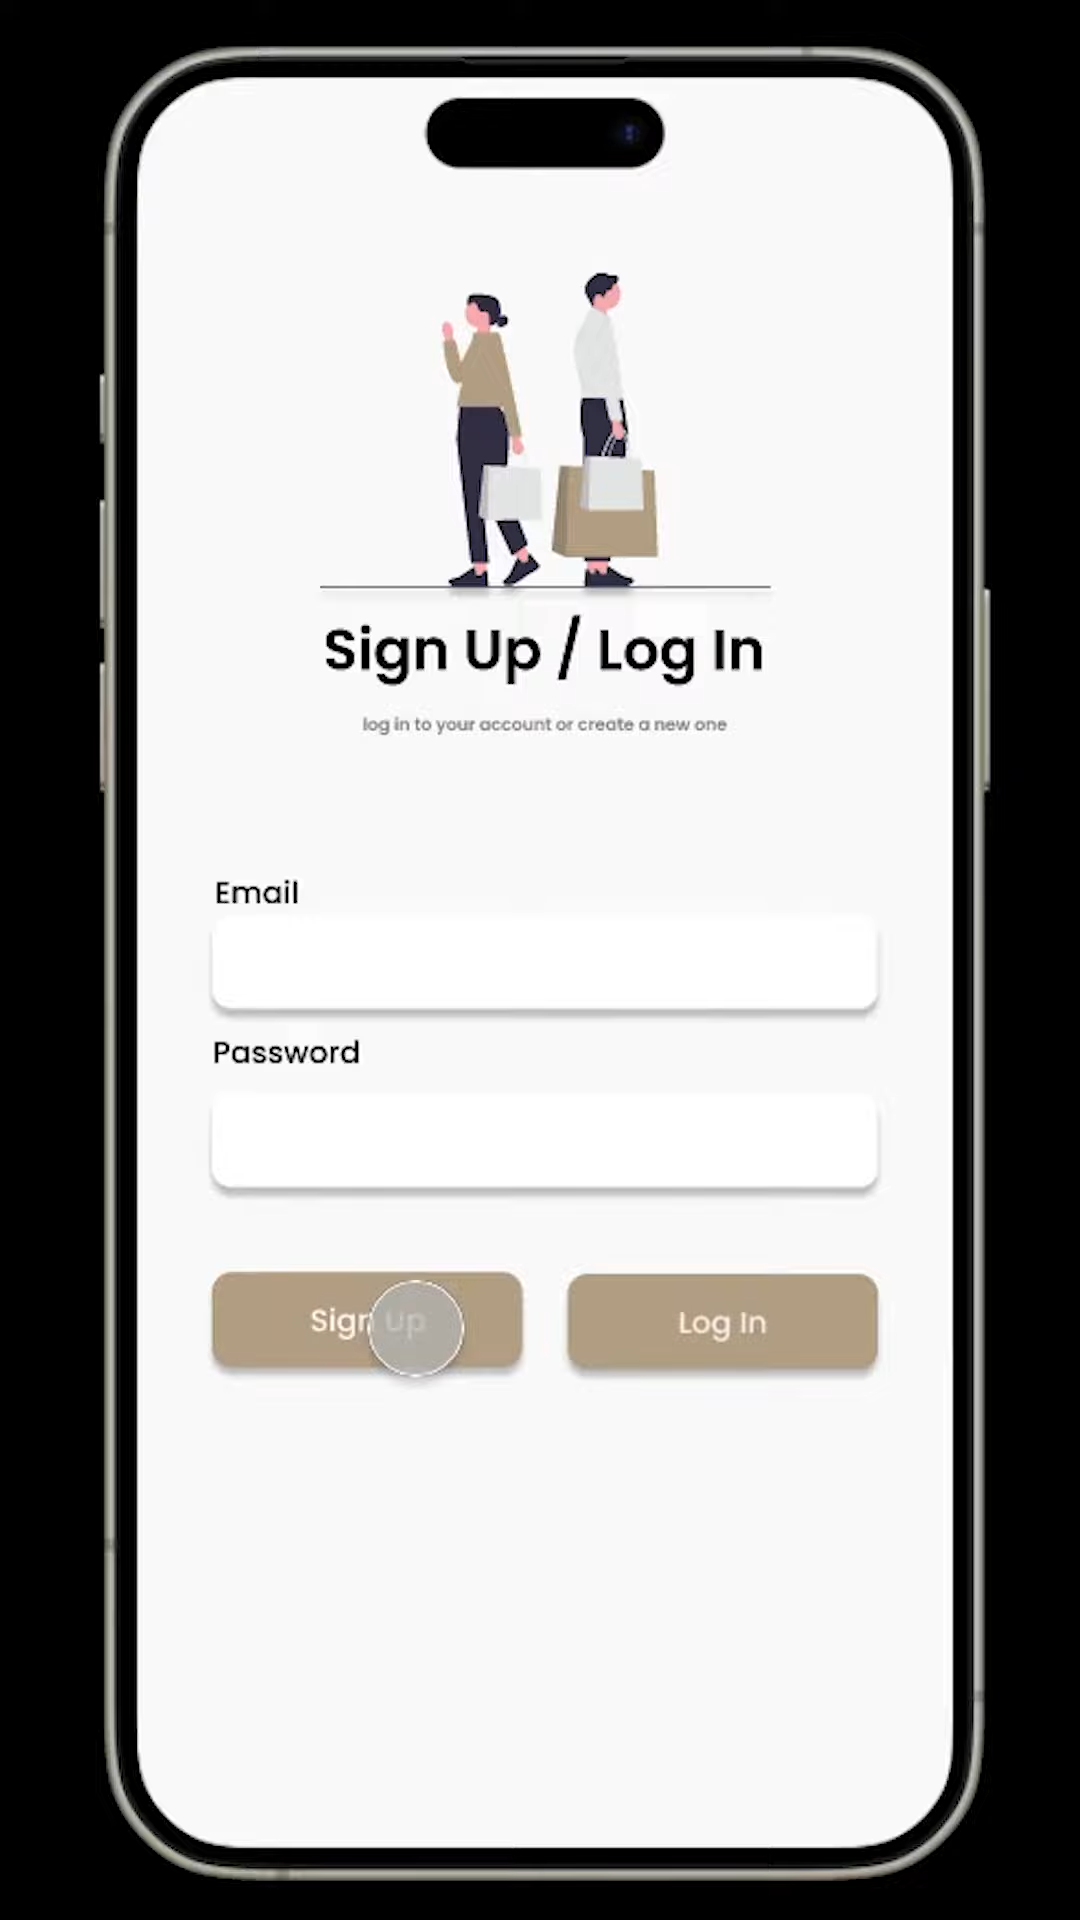 Sign Up / Log In
log in to your account or create a new one
Email
Password
Sign Up
Log In